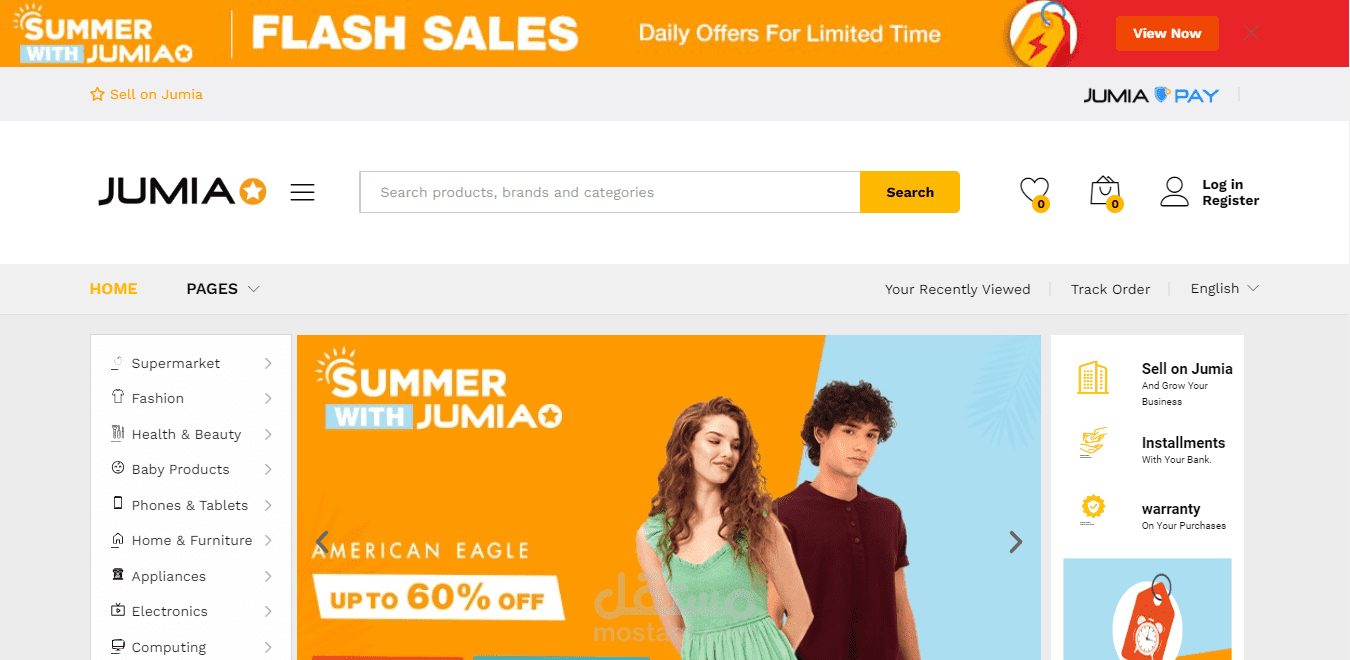 SUMMER
WITH JUMIA
FLASH SALES
Daily Offers For Limited Time
View Now
Sell on Jumia
JUMIA PAY
JUMIA
Search products, brands and categories
Search
0
0
Log in
Register
HOME
PAGES
Your Recently Viewed
Track Order
English
Supermarket
Fashion
Health & Beauty
Baby Products
Phones & Tablets
Home & Furniture
Appliances
Electronics
Computing
SUMMER
WITH JUMIA
AMERICAN EAGLE
UP TO 60% OFF
مستقل
Sell on Jumia
And Grow Your
Business
Installments
With Your Bank.
warranty
On Your Purchases